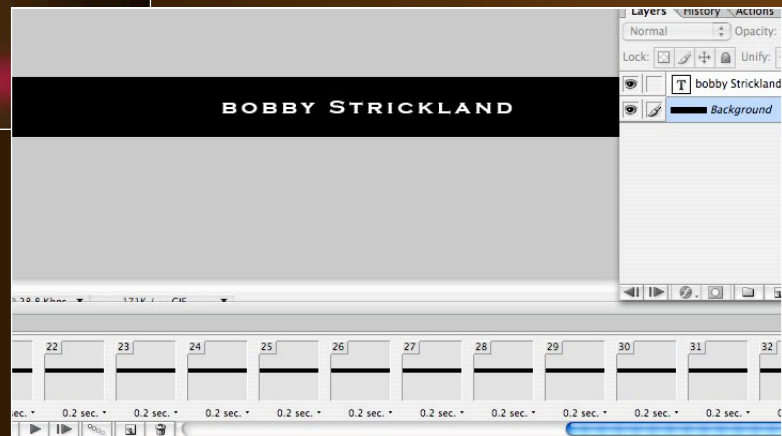 Layers History Actions
Normal Opacity:
Lock: Unify:
T bobby Strickland
Background
BOBBY STRICKLAND
22 23 24 25 26 27 28 29 30 31 32
sec. 0.2 sec. 0.2 sec. 0.2 sec. 0.2 sec. 0.2 sec. 0.2 sec. 0.2 sec. 0.2 sec. 0.2 sec. 0.2 sec.